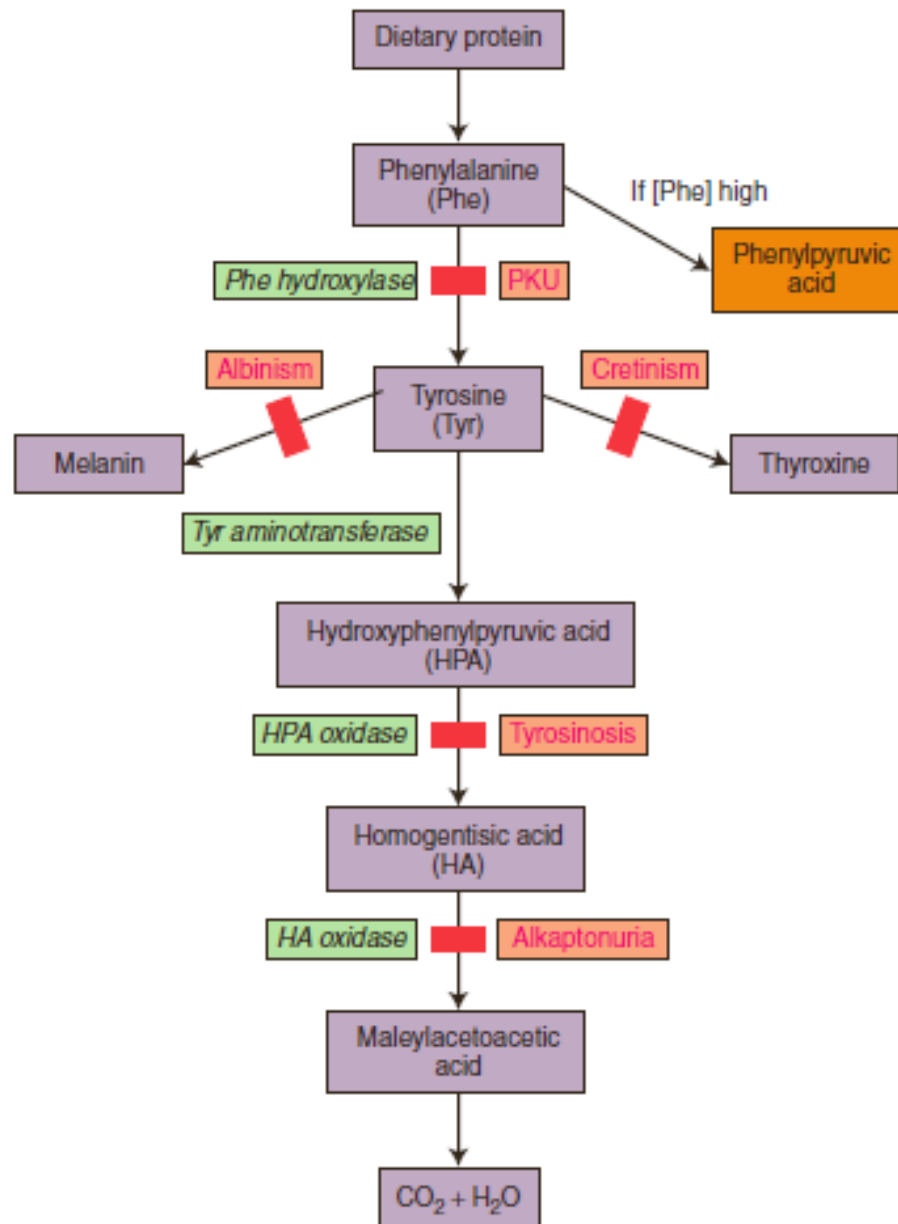 Dietary protein
Phenylalanine
(Phe)
If [Phe] high
Phenylpyruvic
acid
Phe hydroxylase
PKU
Albinism
Cretinism
Tyrosine
(Tyr)
Melanin
Thyroxine
Tyr aminotransferase
Hydroxyphenylpyruvic acid
(HPA)
HPA oxidase
Tyrosinosis
Homogentisic acid
(HA)
HA oxidase
Alkaptonuria
Maleylacetoacetic
acid
CO₂ + H₂O